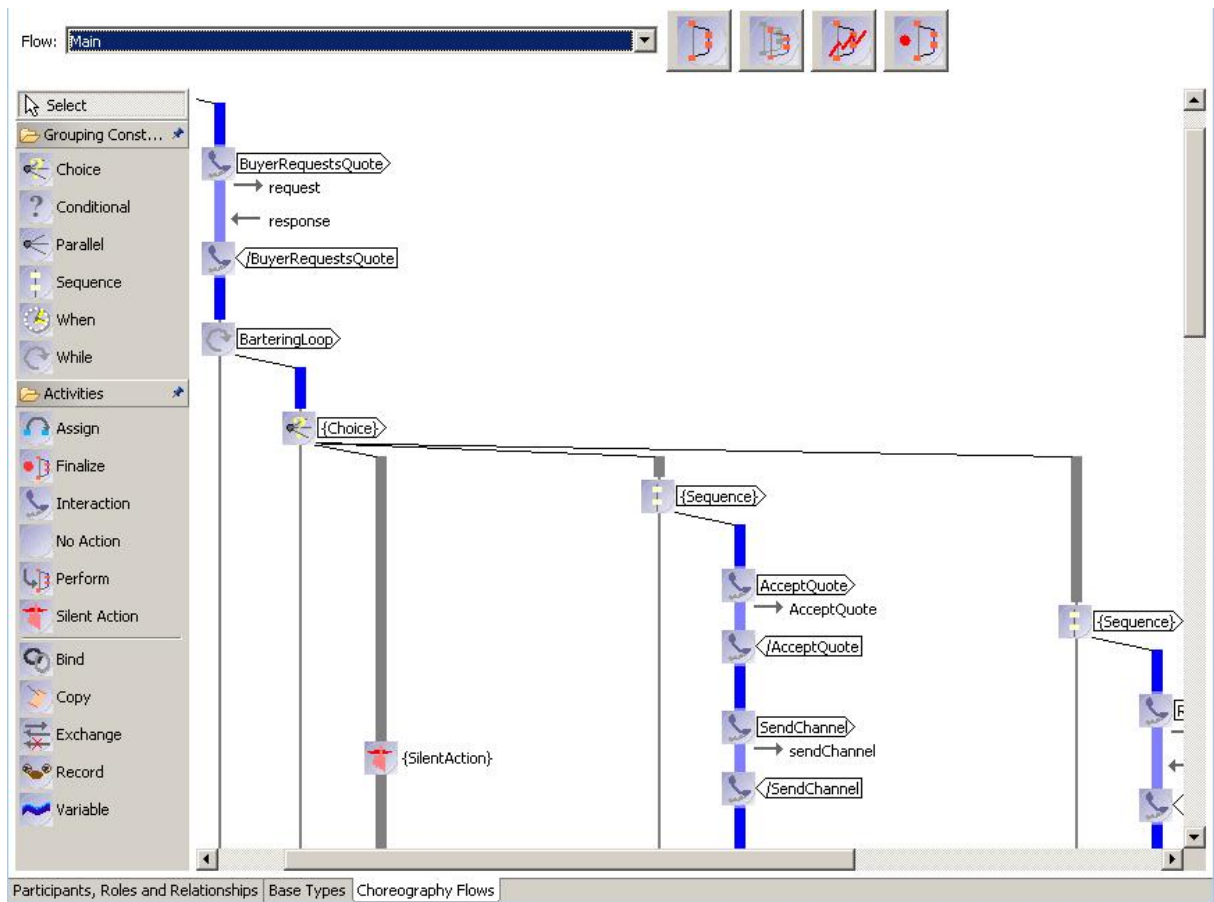 Flow: Main
Select
Grouping Const...
Choice
Conditional
Parallel
Sequence
When
While
Activities
Assign
Finalize
Interaction
No Action
Perform
Silent Action
Bind
Copy
Exchange
Record
Variable
BuyerRequestsQuote
request
response
/BuyerRequestsQuote
BarteringLoop
{Choice}
{Sequence}
AcceptQuote
AcceptQuote
/AcceptQuote
SendChannel
sendChannel
/SendChannel
{SilentAction}
{Sequence}
Participants, Roles and Relationships Base Types Choreography Flows